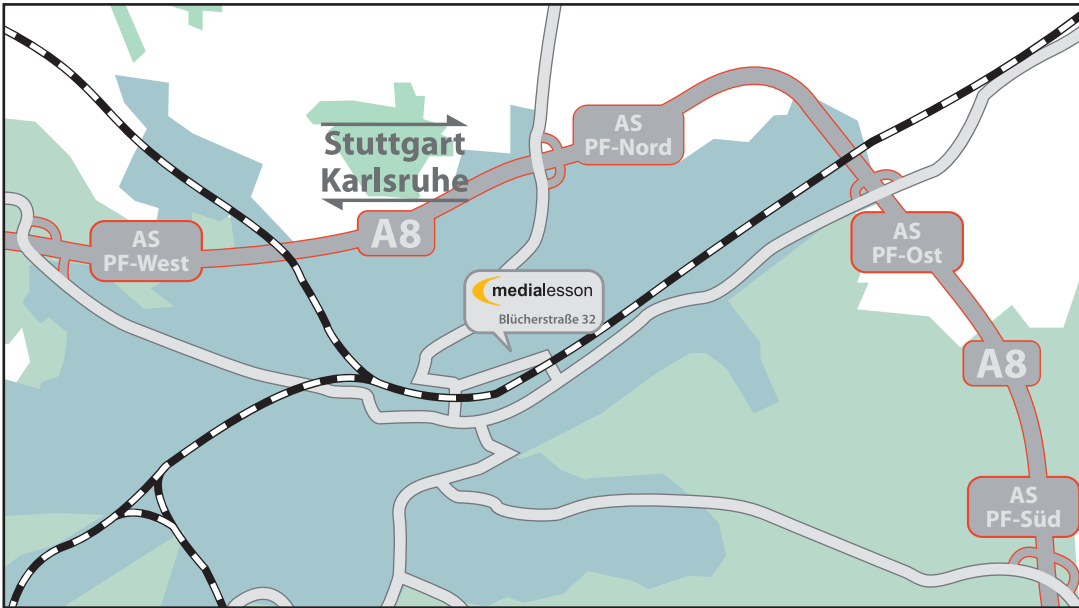 AS
PF-Nord
Stuttgart
Karlsruhe
A8
AS
PF-West
AS
PF-Ost
medialesson
Blücherstraße 32
A8
AS
PF-Süd